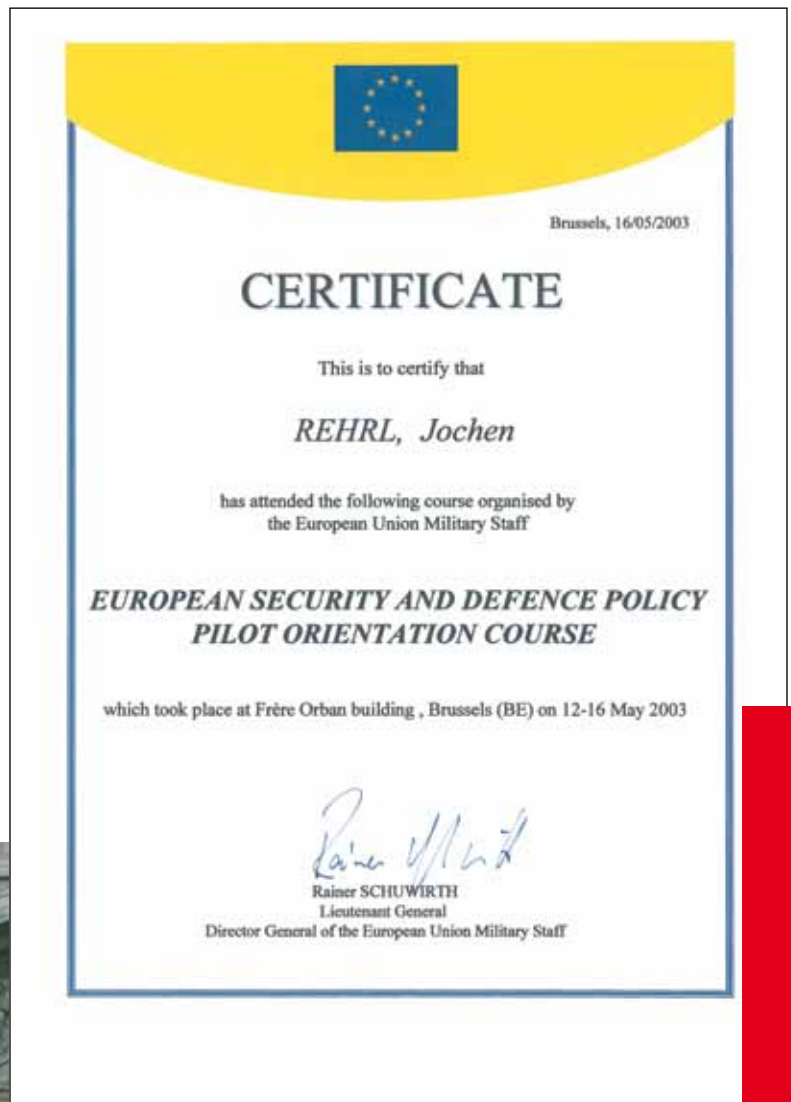 Brussels, 16/05/2003
CERTIFICATE
This is to certify that
REHRL, Jochen
has attended the following course organised by
the European Union Military Staff
EUROPEAN SECURITY AND DEFENCE POLICY
PILOT ORIENTATION COURSE
which took place at Frère Orban building , Brussels (BE) on 12-16 May 2003
Rainer SCHUWIRTH
Lieutenant General
Director General of the European Union Military Staff